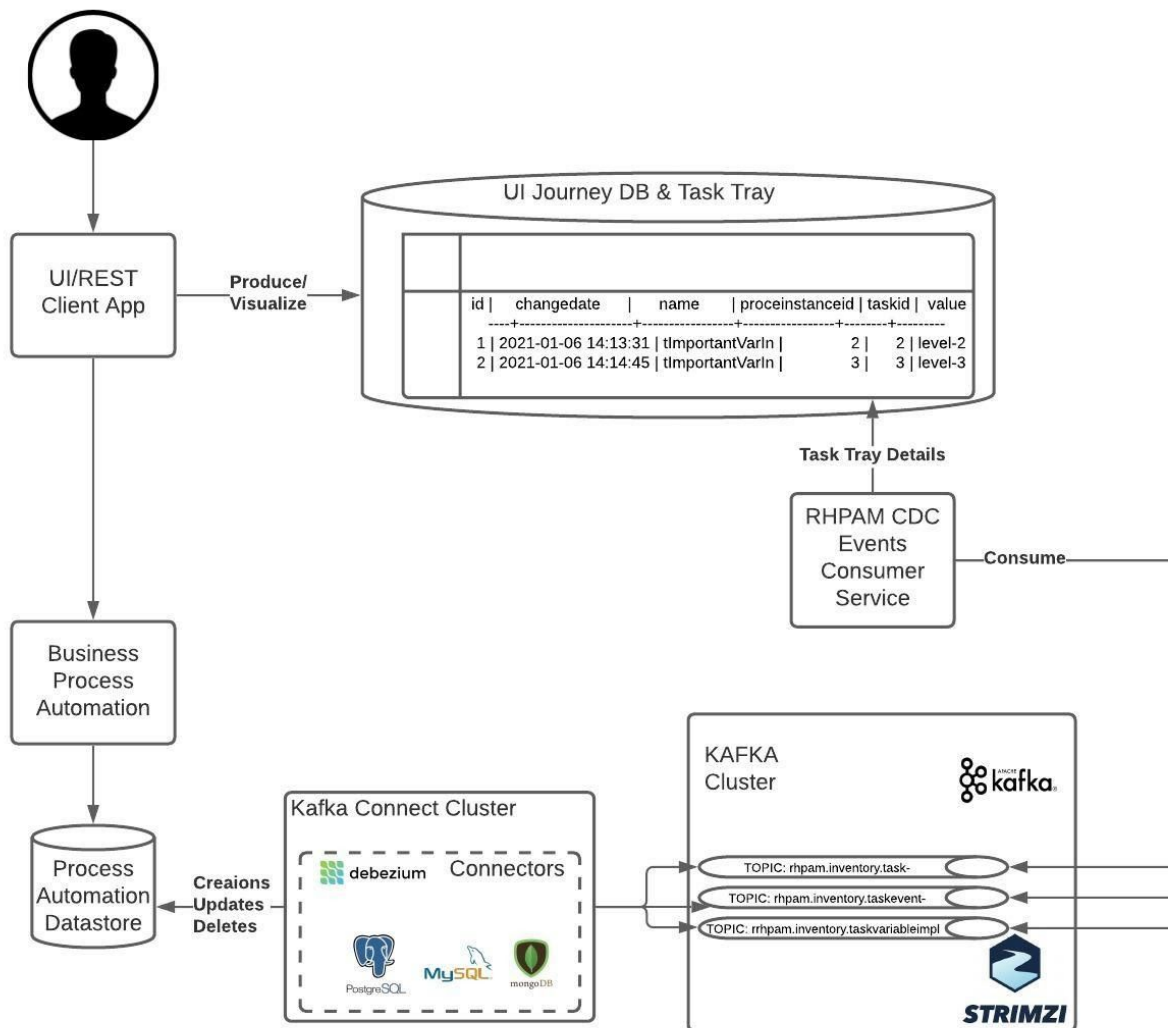 UI Journey DB & Task Tray
UI/REST
Client App
Produce/
Visualize
id | changedate | name | proceinstanceid | taskid | value
----+---------------------+-----------------+-----------------+--------+---------
1 | 2021-01-06 14:13:31 | tImportantVarIn | 2 | 2 | level-2
2 | 2021-01-06 14:14:45 | tImportantVarIn | 3 | 3 | level-3
Task Tray Details
RHPAM CDC
Events
Consumer
Service
Consume
Business
Process
Automation
KAFKA
Cluster
APACHE
kafka®
Kafka Connect Cluster
debezium
Connectors
Process
Automation
Datastore
Creaions
Updates
Deletes
TOPIC: rhpam.inventory.task-
TOPIC: rhpam.inventory.taskevent-
TOPIC: rrhpam.inventory.taskvariableimpl
PostgreSQL
MySQL
mongoDB
STRIMZI